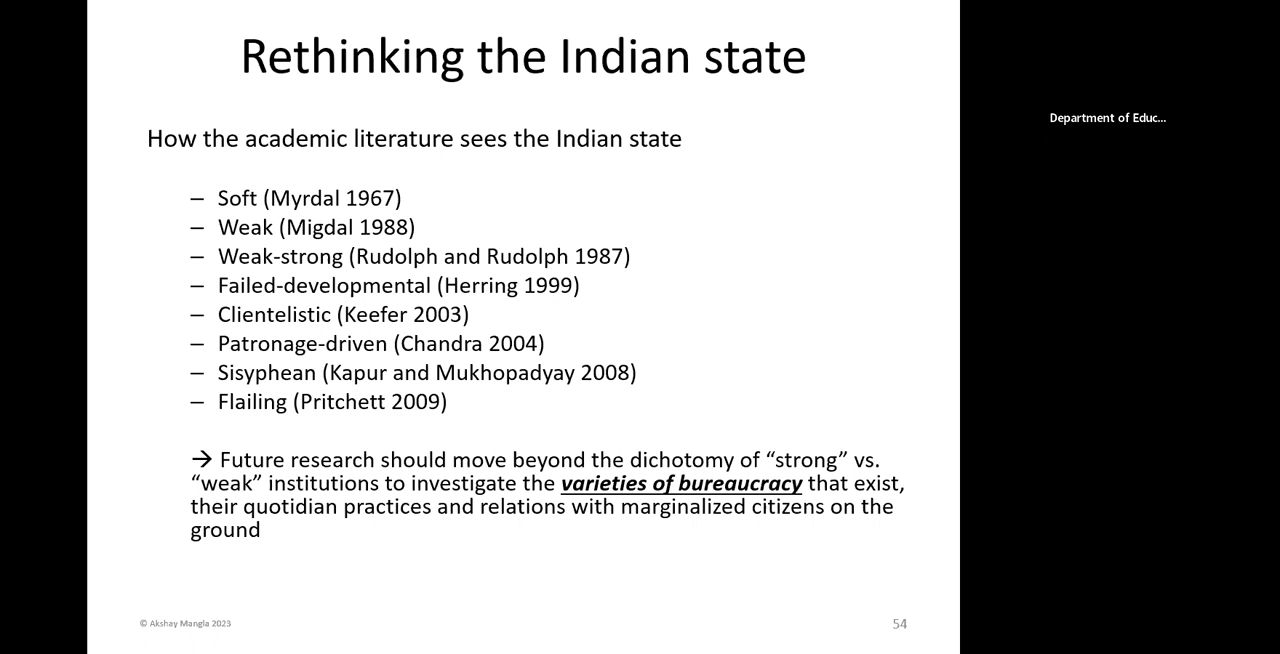 Rethinking the Indian state
How the academic literature sees the Indian state
– Soft (Myrdal 1967)
– Weak (Migdal 1988)
– Weak-strong (Rudolph and Rudolph 1987)
– Failed-developmental (Herring 1999)
– Clientelistic (Keefer 2003)
– Patronage-driven (Chandra 2004)
– Sisyphean (Kapur and Mukhopadyay 2008)
– Flailing (Pritchett 2009)
→ Future research should move beyond the dichotomy of “strong” vs.
“weak” institutions to investigate the varieties of bureaucracy that exist,
their quotidian practices and relations with marginalized citizens on the
ground
© Akshay Mangla 2023
54
Department of Educ...